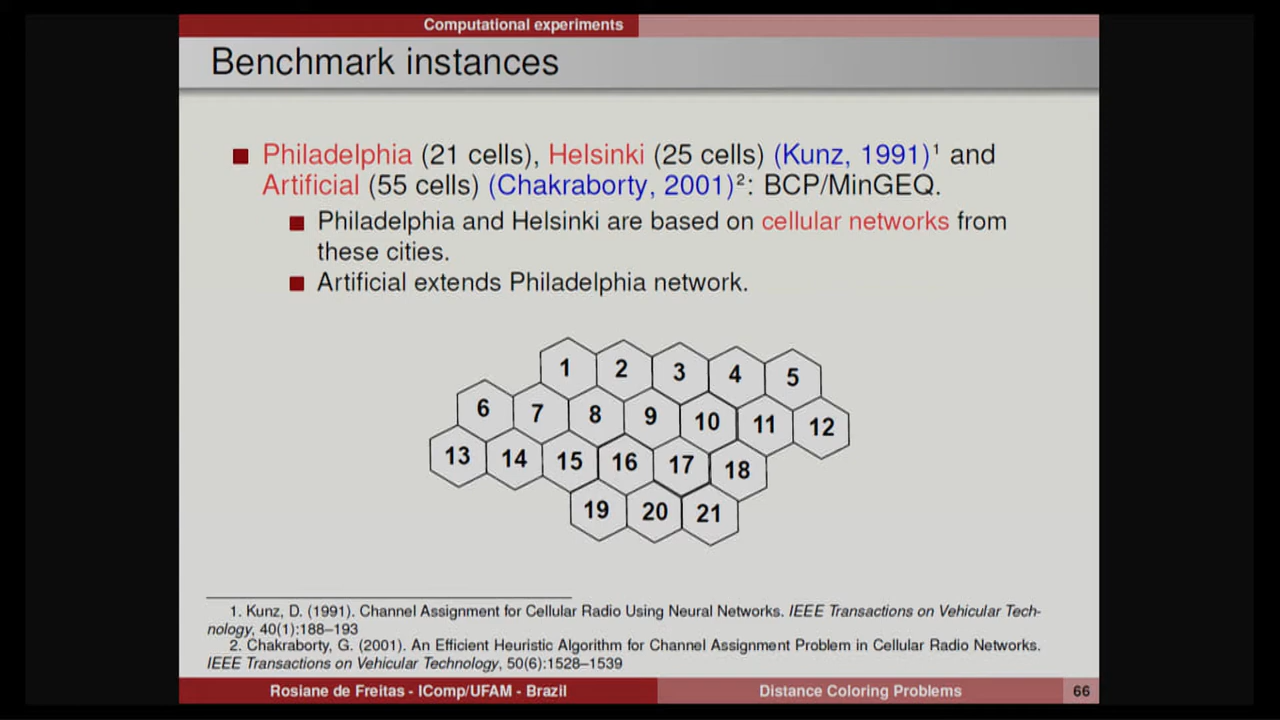 Computational experiments
Benchmark instances
Philadelphia (21 cells), Helsinki (25 cells) (Kunz, 1991)¹ and
Artificial (55 cells) (Chakraborty, 2001)²: BCP/MinGEQ.
Philadelphia and Helsinki are based on cellular networks from
these cities.
Artificial extends Philadelphia network.
1 2 3 4 5
6 7 8 9 10 11 12
13 14 15 16 17 18
19 20 21
1. Kunz, D. (1991). Channel Assignment for Cellular Radio Using Neural Networks. IEEE Transactions on Vehicular Tech-
nology, 40(1):188–193
2. Chakraborty, G. (2001). An Efficient Heuristic Algorithm for Channel Assignment Problem in Cellular Radio Networks.
IEEE Transactions on Vehicular Technology, 50(6):1528–1539
Rosiane de Freitas - IComp/UFAM - Brazil Distance Coloring Problems 66